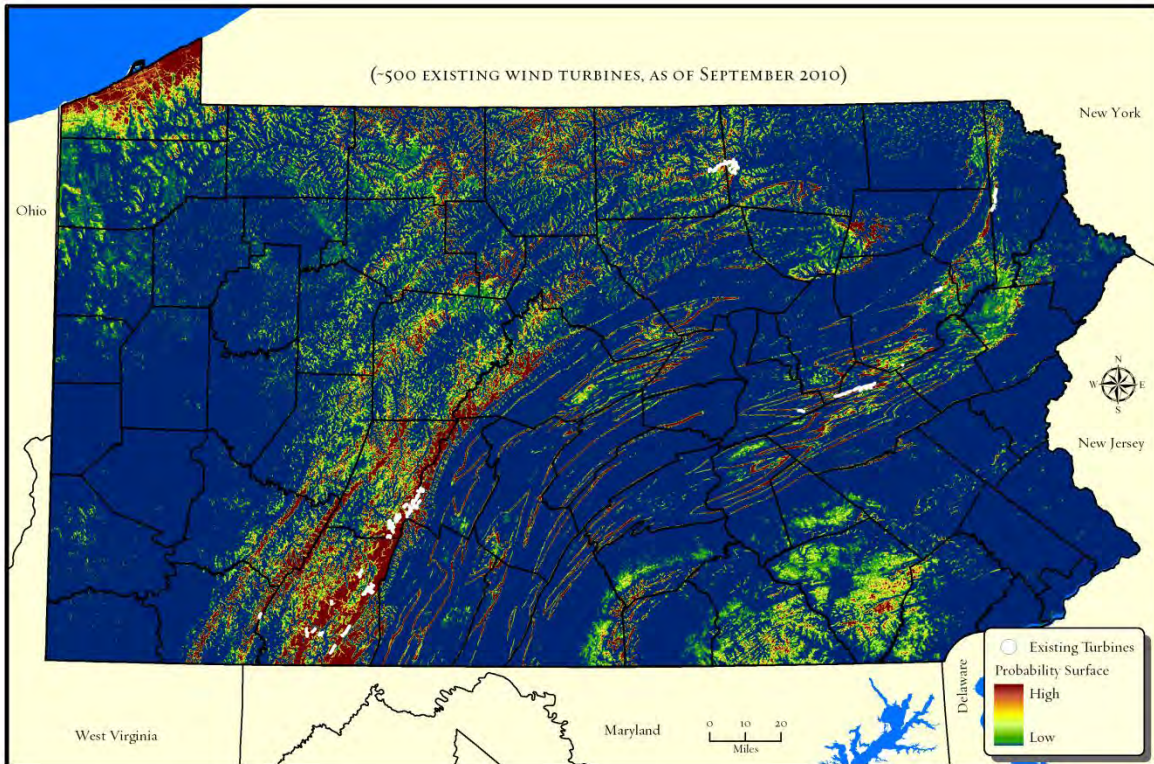 (~500 EXISTING WIND TURBINES, AS OF SEPTEMBER 2010)
New York
Ohio
N
W E
S
New Jersey
Existing Turbines
Probability Surface
High
Low
Delaware
Maryland
West Virginia
0 10 20
Miles